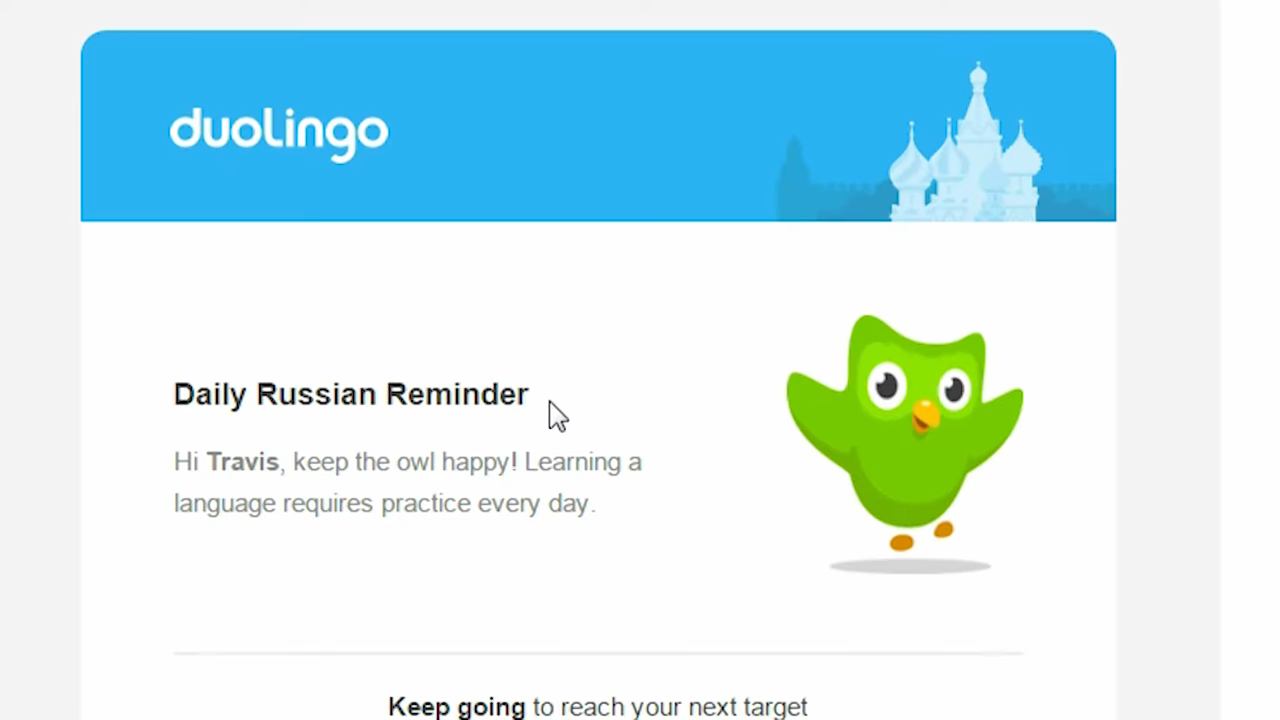 duolingo
Daily Russian Reminder
Hi Travis, keep the owl happy! Learning a
language requires practice every day.
Keep going to reach your next target